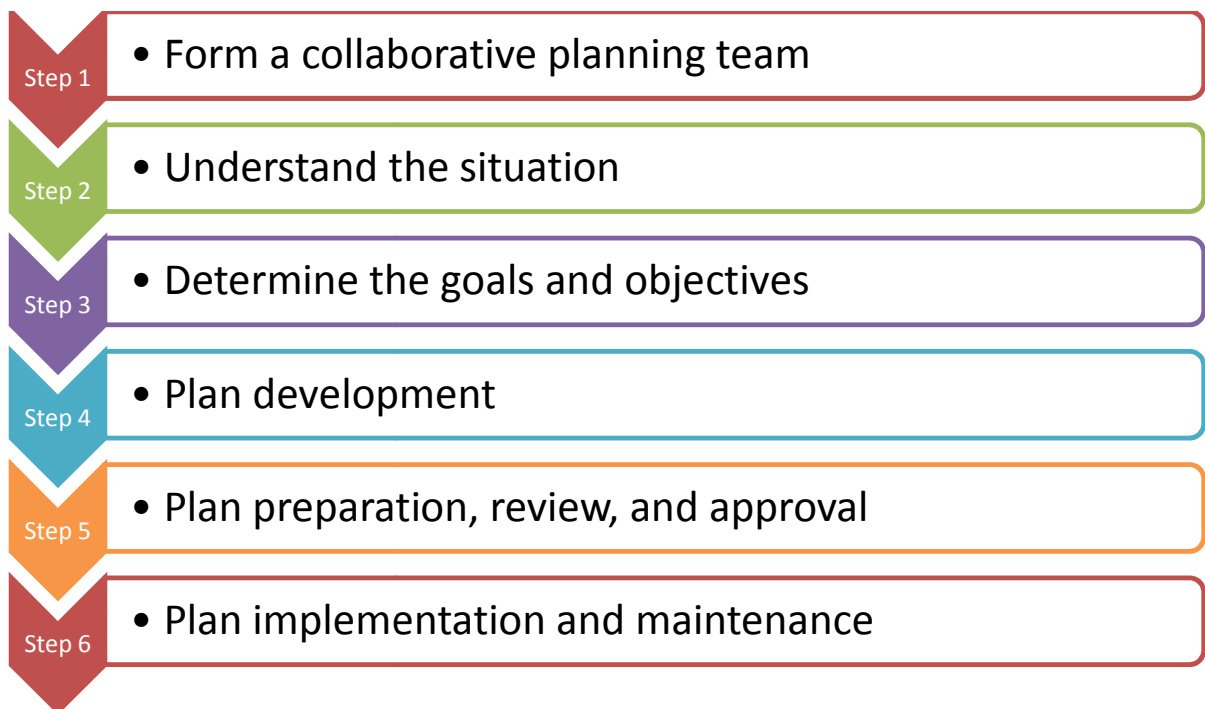 Step 1
• Form a collaborative planning team
Step 2
• Understand the situation
Step 3
• Determine the goals and objectives
Step 4
• Plan development
Step 5
• Plan preparation, review, and approval
Step 6
• Plan implementation and maintenance